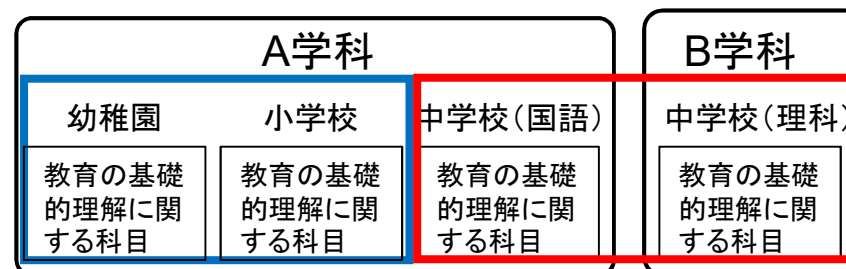 A学科
B学科
幼稚園
小学校
中学校（国語）
中学校（理科）
教育の基礎
的理解に関
する科目
教育の基礎
的理解に関
する科目
教育の基礎
的理解に関
する科目
教育の基礎
的理解に関
する科目